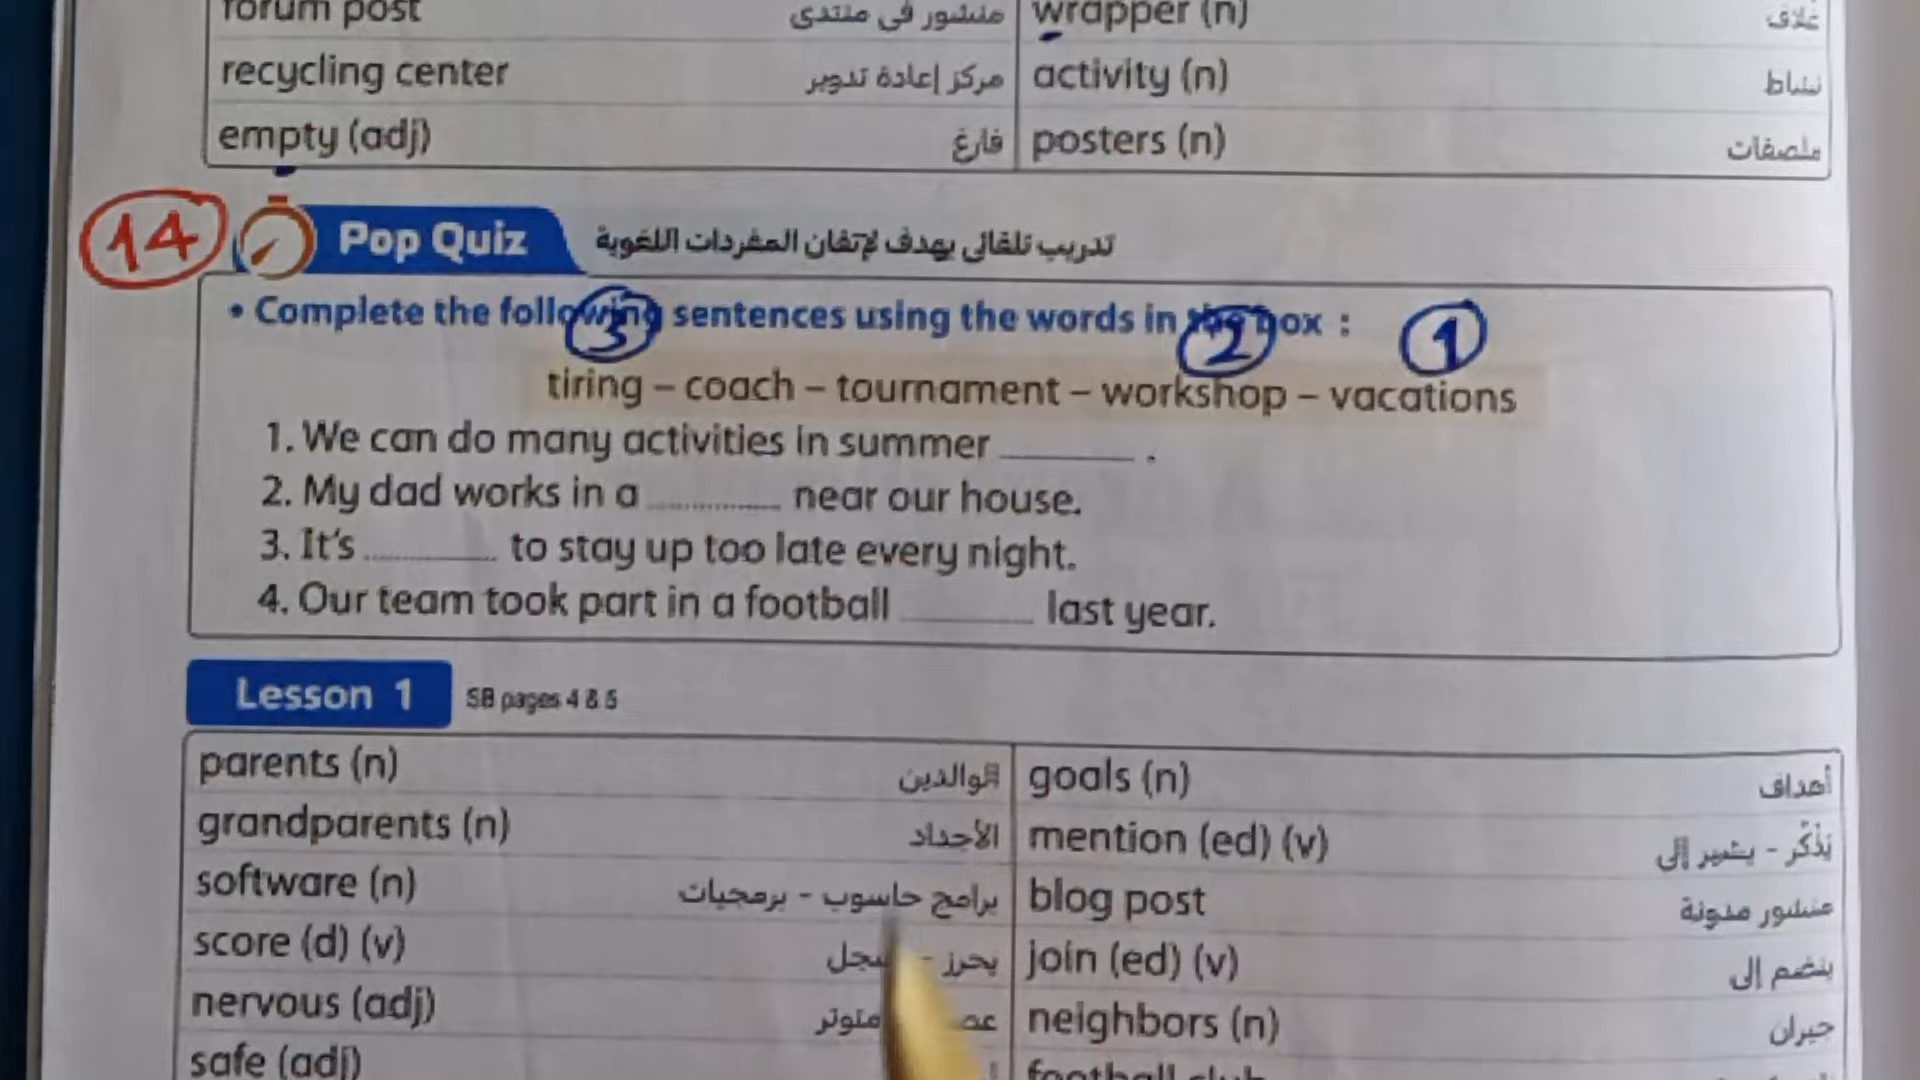 forum post منشور في منتدى wrapper (n) غلاف
recycling center مركز إعادة تدوير activity (n) نشاط
empty (adj) فارغ posters (n) ملصقات
14 Pop Quiz تدريب تلقائى يهدف لإتقان المفردات اللغوية
• Complete the following sentences using the words in the box :
3 2 1
tiring – coach – tournament – workshop – vacations
1. We can do many activities in summer ............ .
2. My dad works in a ............ near our house.
3. It's ............ to stay up too late every night.
4. Our team took part in a football ............ last year.
Lesson 1 SB pages 4 & 5
parents (n) الوالدين goals (n) أهداف
grandparents (n) الأجداد mention (ed) (v) يَذْكُر - يشير إلى
software (n) برامج حاسوب - برمجيات blog post منشور مدونة
score (d) (v) يحرز - join (ed) (v) ينضم إلى
nervous (adj) متوتر neighbors (n) جيران
safe (adj) football club